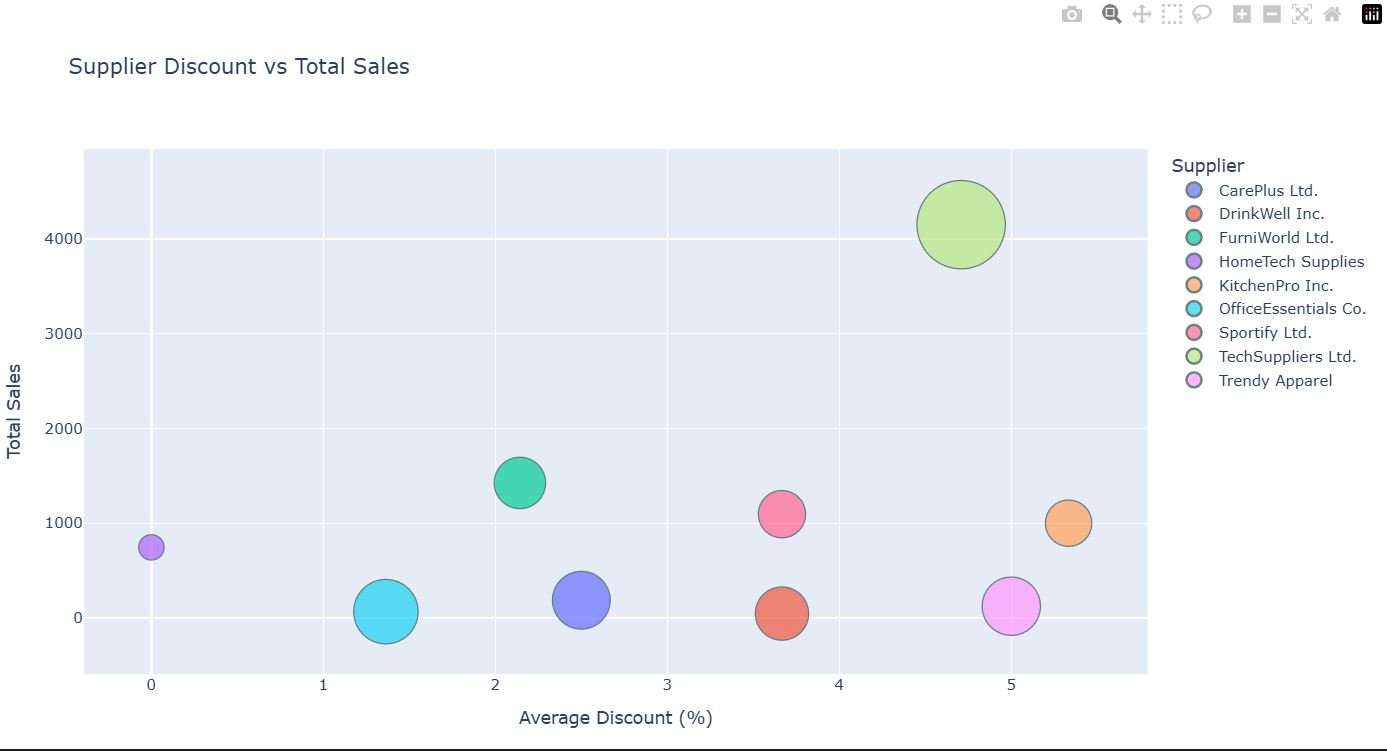 Supplier Discount vs Total Sales
Supplier
CarePlus Ltd.
DrinkWell Inc.
FurniWorld Ltd.
HomeTech Supplies
KitchenPro Inc.
OfficeEssentials Co.
Sportify Ltd.
TechSuppliers Ltd.
Trendy Apparel
Total Sales
4000
3000
2000
1000
0
0 1 2 3 4 5
Average Discount (%)